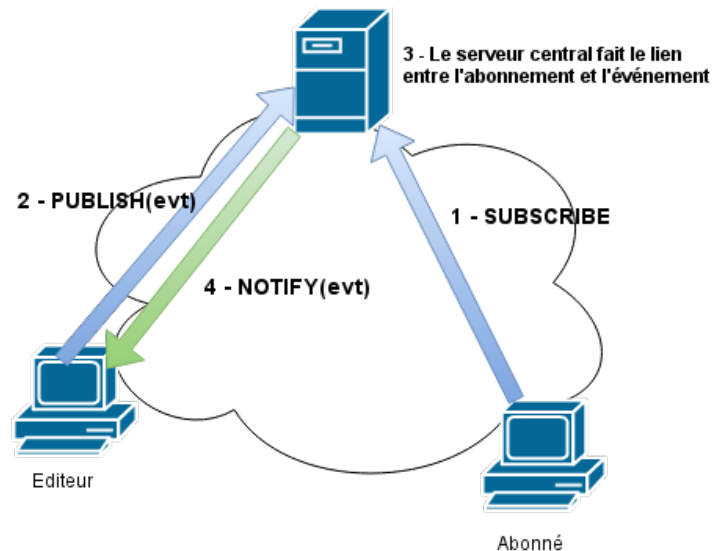 3 - Le serveur central fait le lien
entre l'abonnement et l'événement
2 - PUBLISH(evt)
1 - SUBSCRIBE
4 - NOTIFY(evt)
Editeur
Abonné